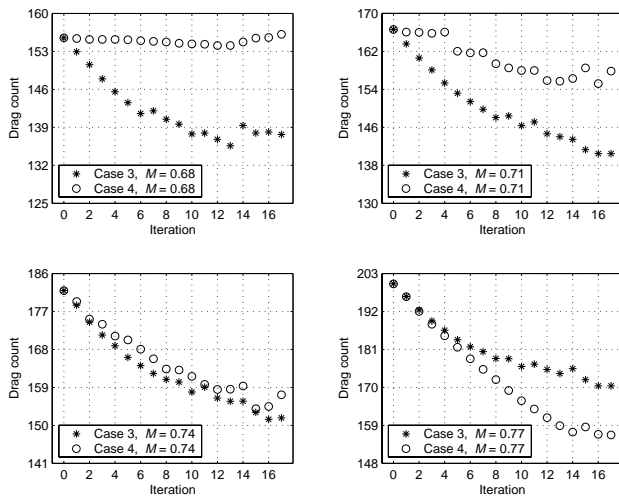 160
153
146
139
132
125
Drag count
Case 3, M = 0.68
Case 4, M = 0.68
0 2 4 6 8 10 12 14 16
Iteration
170
162
154
146
138
130
Drag count
Case 3, M = 0.71
Case 4, M = 0.71
0 2 4 6 8 10 12 14 16
Iteration
186
177
168
159
150
141
Drag count
Case 3, M = 0.74
Case 4, M = 0.74
0 2 4 6 8 10 12 14 16
Iteration
203
192
181
170
159
148
Drag count
Case 3, M = 0.77
Case 4, M = 0.77
0 2 4 6 8 10 12 14 16
Iteration